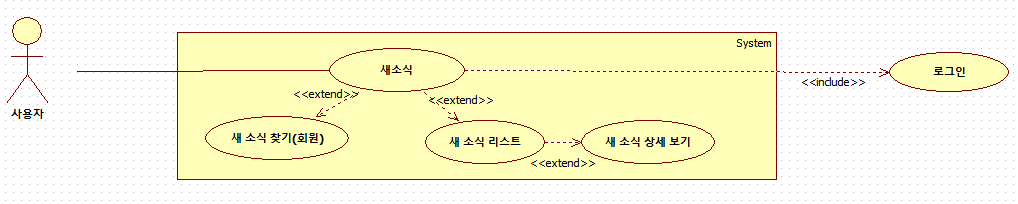 System
새소식
로그인
<<include>>
<<extend>>
<<extend>>
사용자
새 소식 찾기(회원)
새 소식 리스트
새 소식 상세 보기
<<extend>>